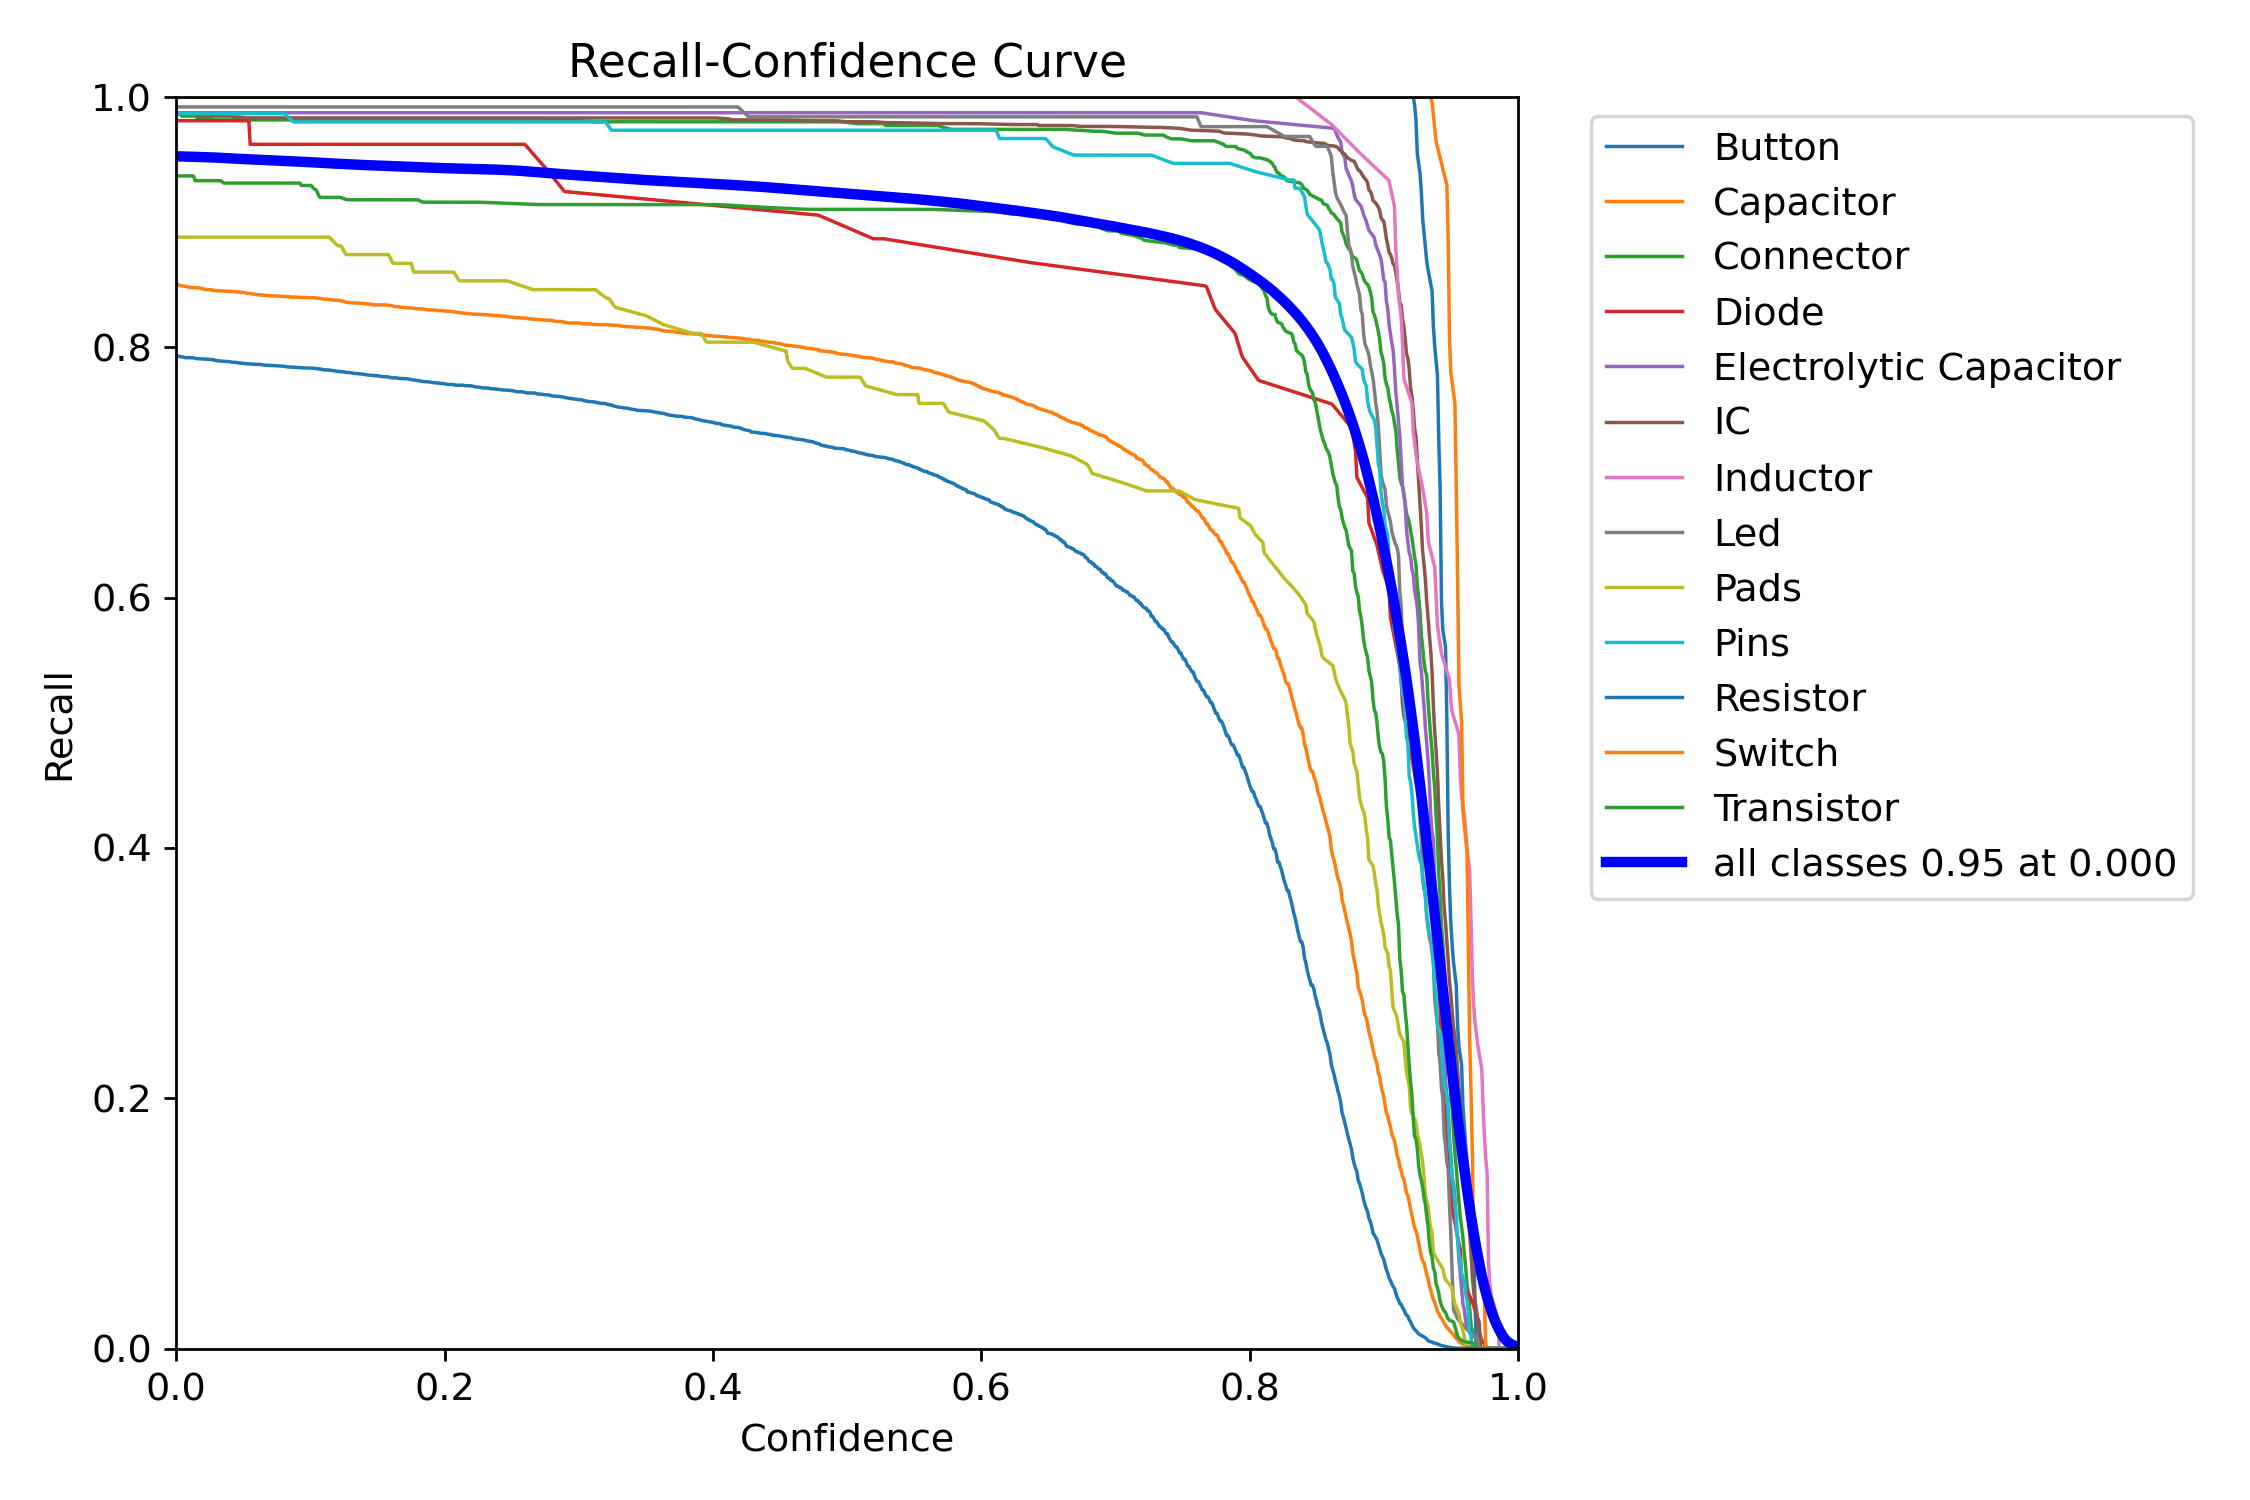 Recall-Confidence Curve
1.0
0.8
0.6
0.4
0.2
0.0
Recall
0.0 0.2 0.4 0.6 0.8 1.0
Confidence
Button
Capacitor
Connector
Diode
Electrolytic Capacitor
IC
Inductor
Led
Pads
Pins
Resistor
Switch
Transistor
all classes 0.95 at 0.000